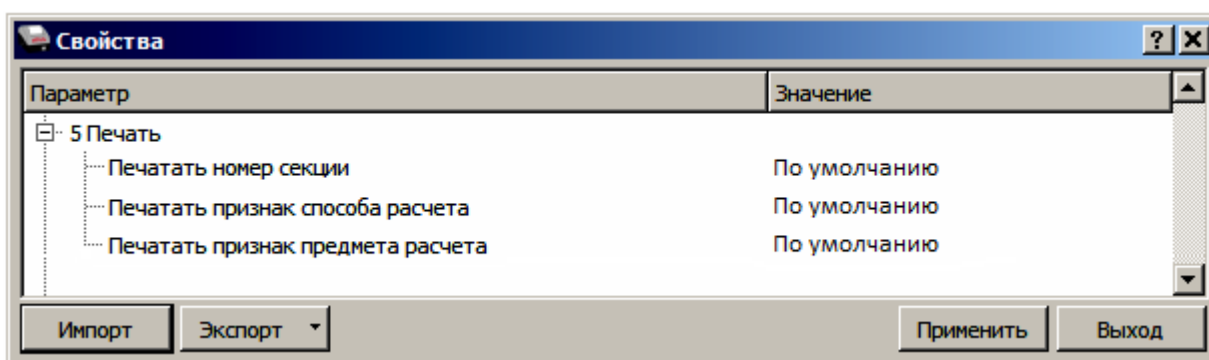 Свойства
Параметр Значение
5 Печать
Печатать номер секции По умолчанию
Печатать признак способа расчета По умолчанию
Печатать признак предмета расчета По умолчанию
Импорт Экспорт Применить Выход